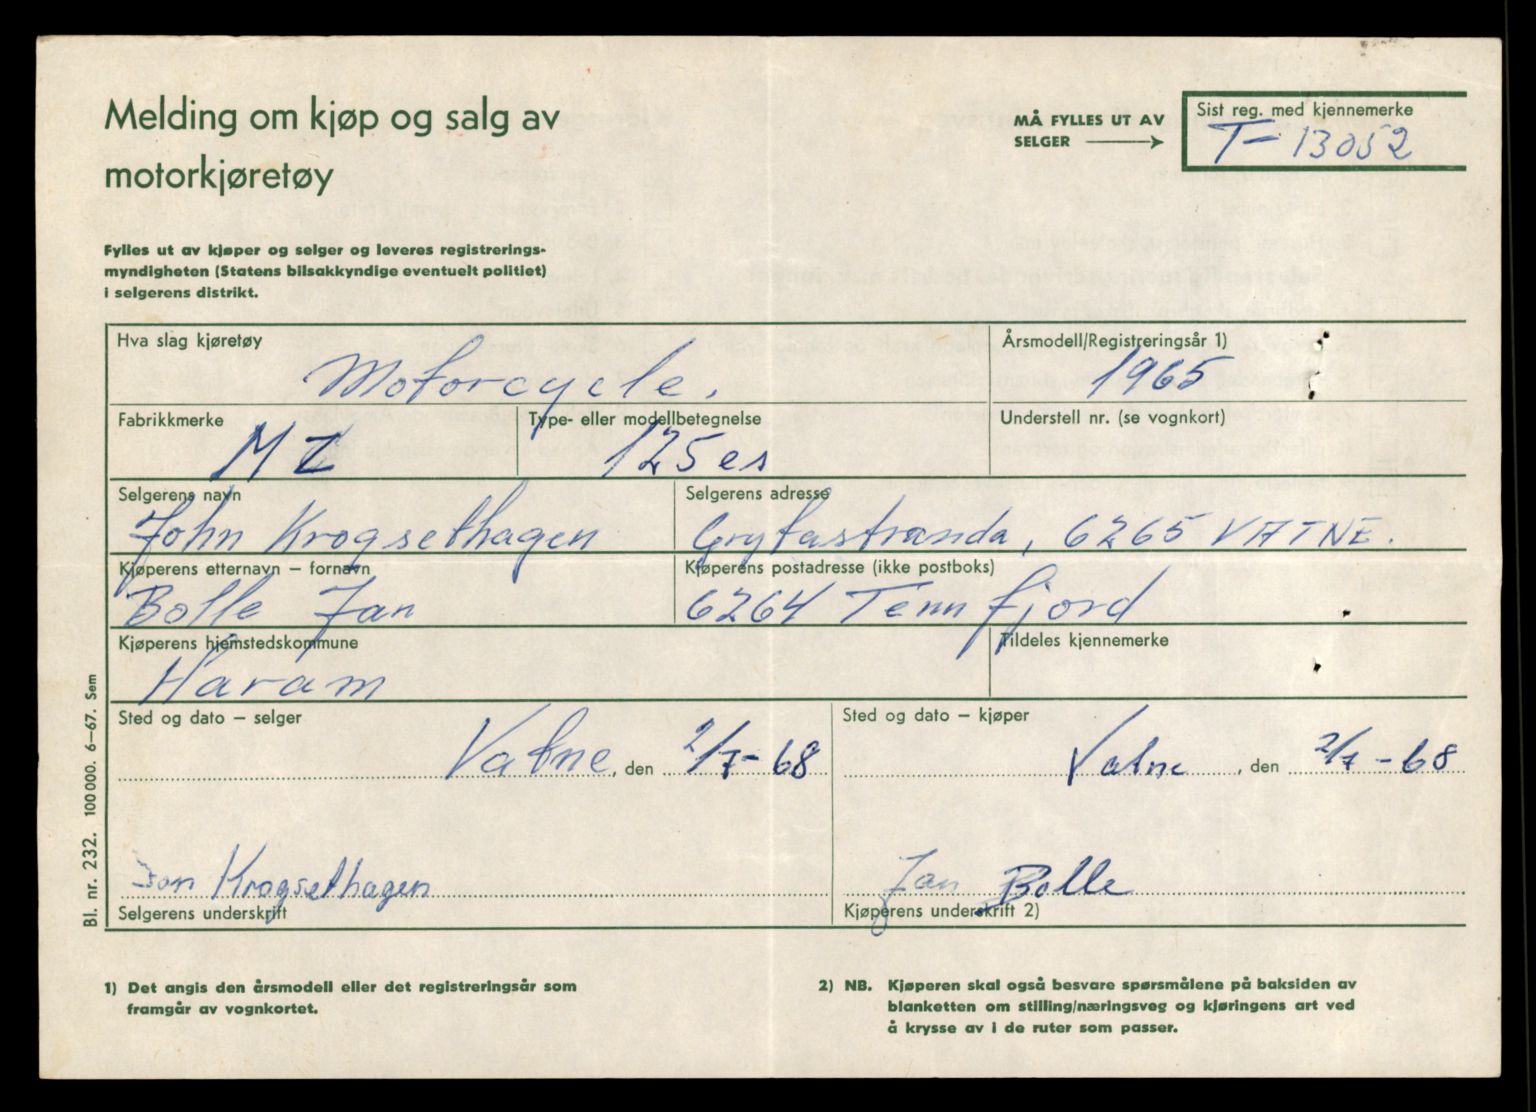 Melding om kjøp og salg av
motorkjøretøy
MÅ FYLLES UT AV
SELGER
Sist reg. med kjennemerke
T-13052
Fylles ut av kjøper og selger og leveres registrerings-
myndigheten (Statens bilsakkyndige eventuelt politiet)
i selgerens distrikt.
Hva slag kjøretøy
Motorcycle.
Årsmodell/Registreringsår 1)
1965
Fabrikkmerke
MZ
Type- eller modellbetegnelse
125es
Understell nr. (se vognkort)
Selgerens navn
John Krogsethagen
Selgerens adresse
Grytastranda, 6265 VATNE.
Kjøperens etternavn – fornavn
Bolle Jan
Kjøperens postadresse (ikke postboks)
6264 Tennfjord
Kjøperens hjemstedskommune
Haram
Tildeles kjennemerke
Sted og dato – selger
Vatne, den 2/7-68
Sted og dato – kjøper
Vatne, den 2/7-68
Jon Krogsethagen
Selgerens underskrift
Jan Bolle
Kjøperens underskrift 2)
Bl. nr. 232. 100 000. 6–67. Sem
1) Det angis den årsmodell eller det registreringsår som
framgår av vognkortet.
2) NB. Kjøperen skal også besvare spørsmålene på baksiden av
blanketten om stilling/næringsveg og kjøringens art ved
å krysse av i de ruter som passer.